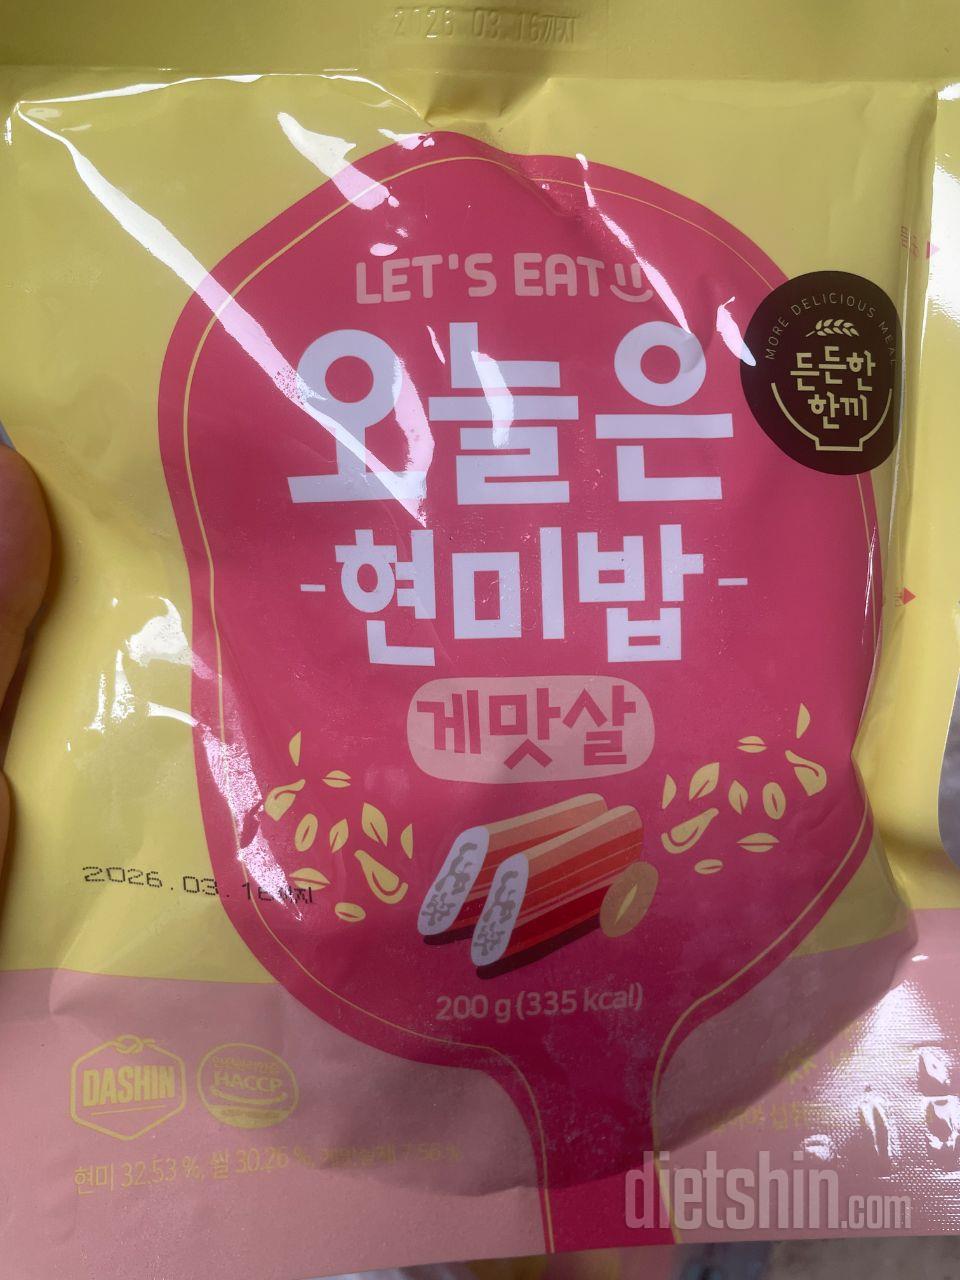 2026.03.16까지
LET'S EAT
MORE DELICIOUS MEAL
든든한
한끼
오늘은
-현미밥-
게맛살
2026.03.16까지
200 g (335 kcal)
DASHIN
HACCP
현미 32.53 %, 쌀 30.26 %,
dietshin.com